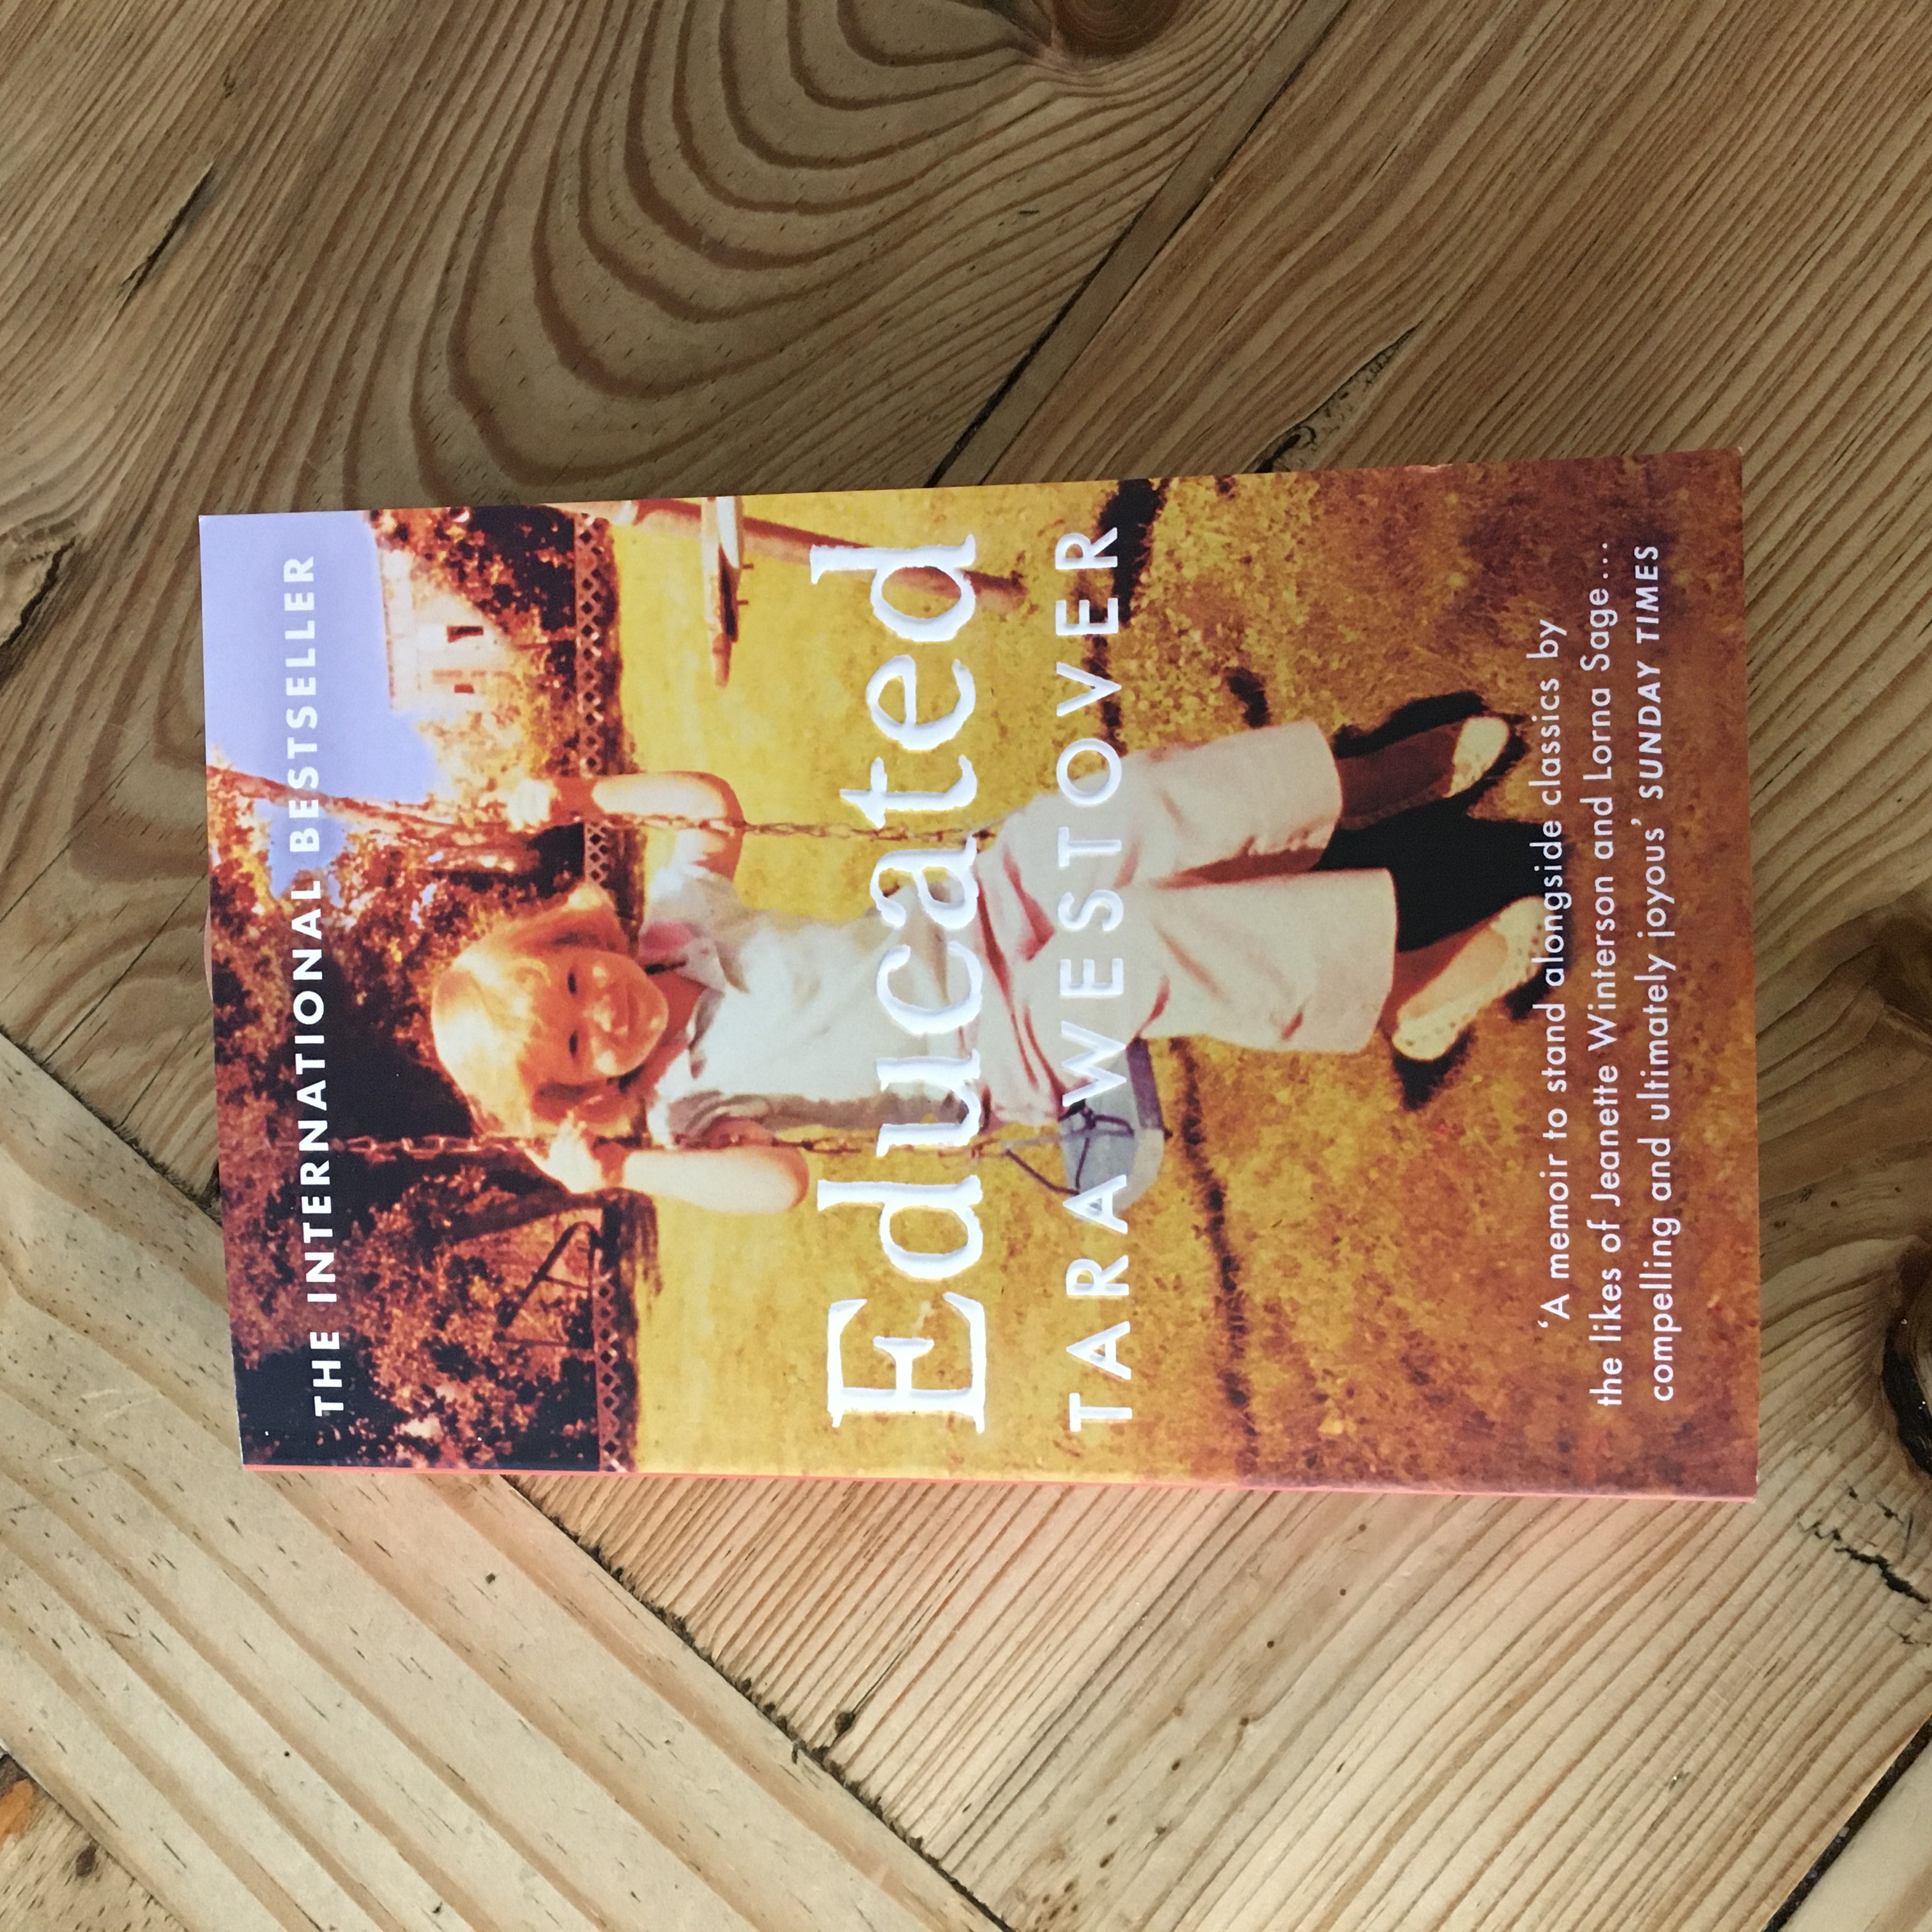 THE INTERNATIONAL BESTSELLER
Educated
TARA WESTOVER
‘A memoir to stand alongside classics by
the likes of Jeanette Winterson and Lorna Sage...
compelling and ultimately joyous’ SUNDAY TIMES